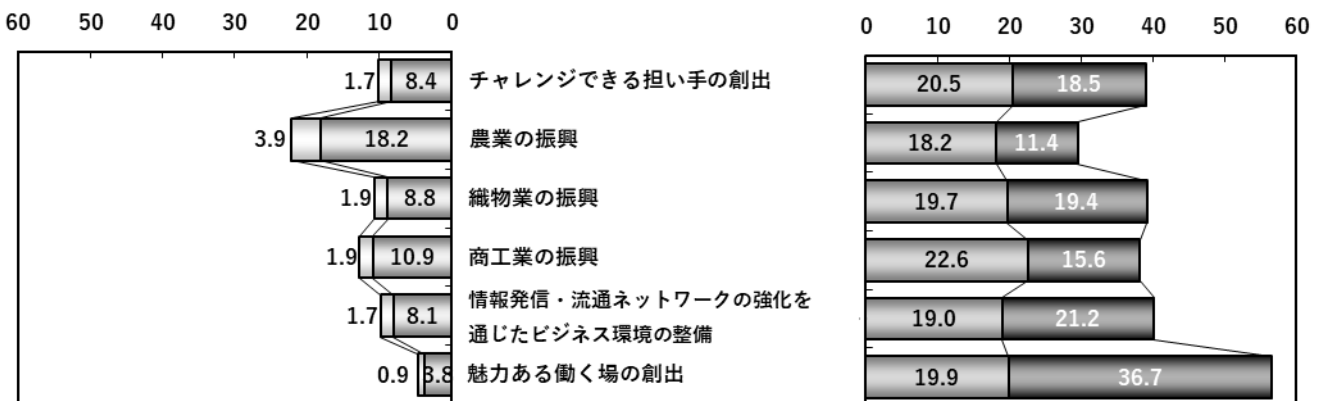 60 50 40 30 20 10 0 0 10 20 30 40 50 60
1.7 8.4 チャレンジできる担い手の創出 20.5 18.5
3.9 18.2 農業の振興 18.2 11.4
1.9 8.8 織物業の振興 19.7 19.4
1.9 10.9 商工業の振興 22.6 15.6
情報発信・流通ネットワークの強化を
1.7 8.1 19.0 21.2
通じたビジネス環境の整備
0.9 3.8 魅力ある働く場の創出 19.9 36.7